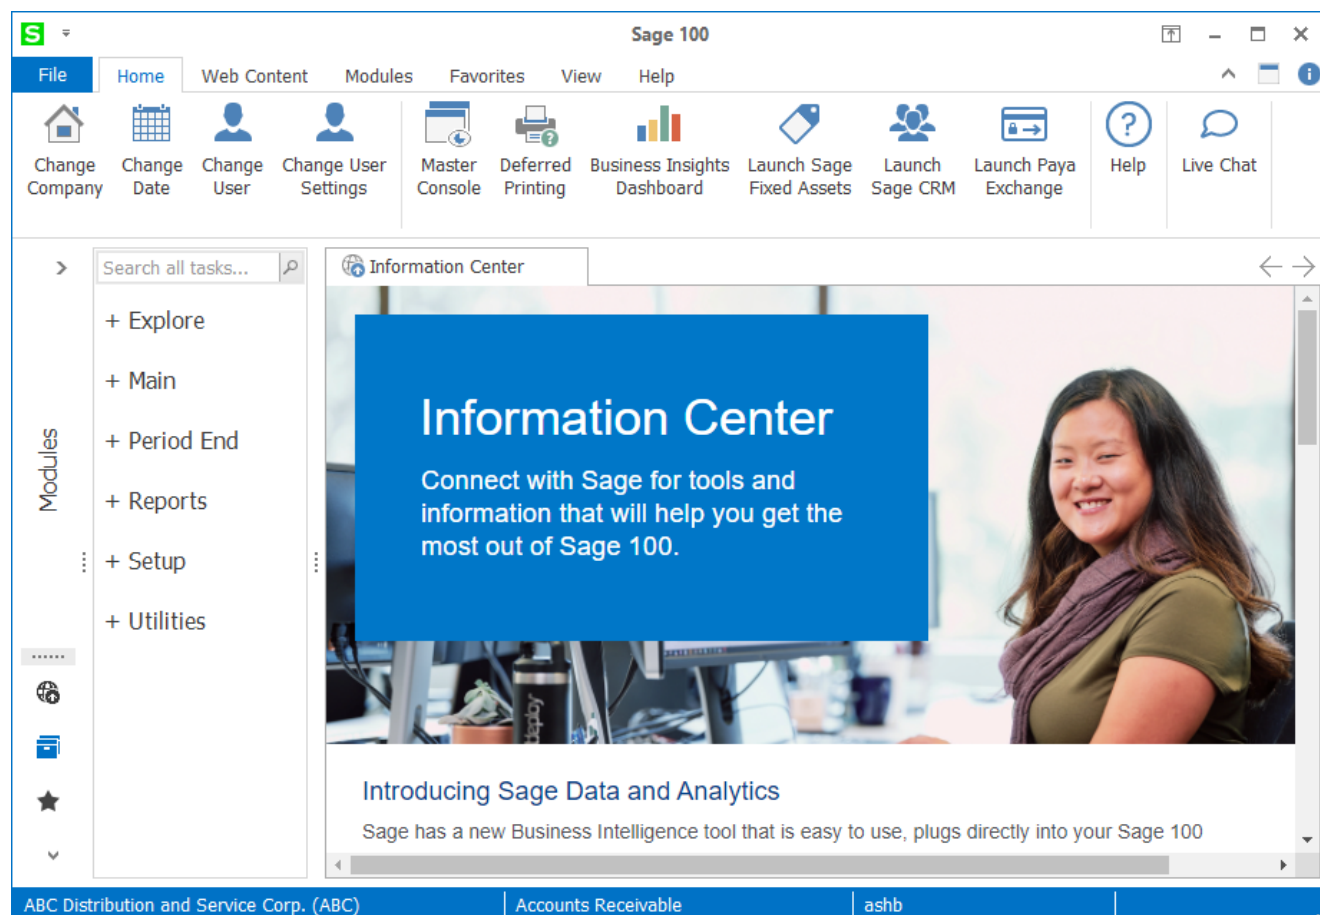 S
Sage 100
File Home Web Content Modules Favorites View Help
Change Company
Change Date
Change User
Change User Settings
Master Console
Deferred Printing
Business Insights Dashboard
Launch Sage Fixed Assets
Launch Sage CRM
Launch Paya Exchange
Help
Live Chat
Modules
Search all tasks...
+ Explore
+ Main
+ Period End
+ Reports
+ Setup
+ Utilities
Information Center
Information Center
Connect with Sage for tools and
information that will help you get the
most out of Sage 100.
deploy
Introducing Sage Data and Analytics
Sage has a new Business Intelligence tool that is easy to use, plugs directly into your Sage 100
ABC Distribution and Service Corp. (ABC) Accounts Receivable ashb